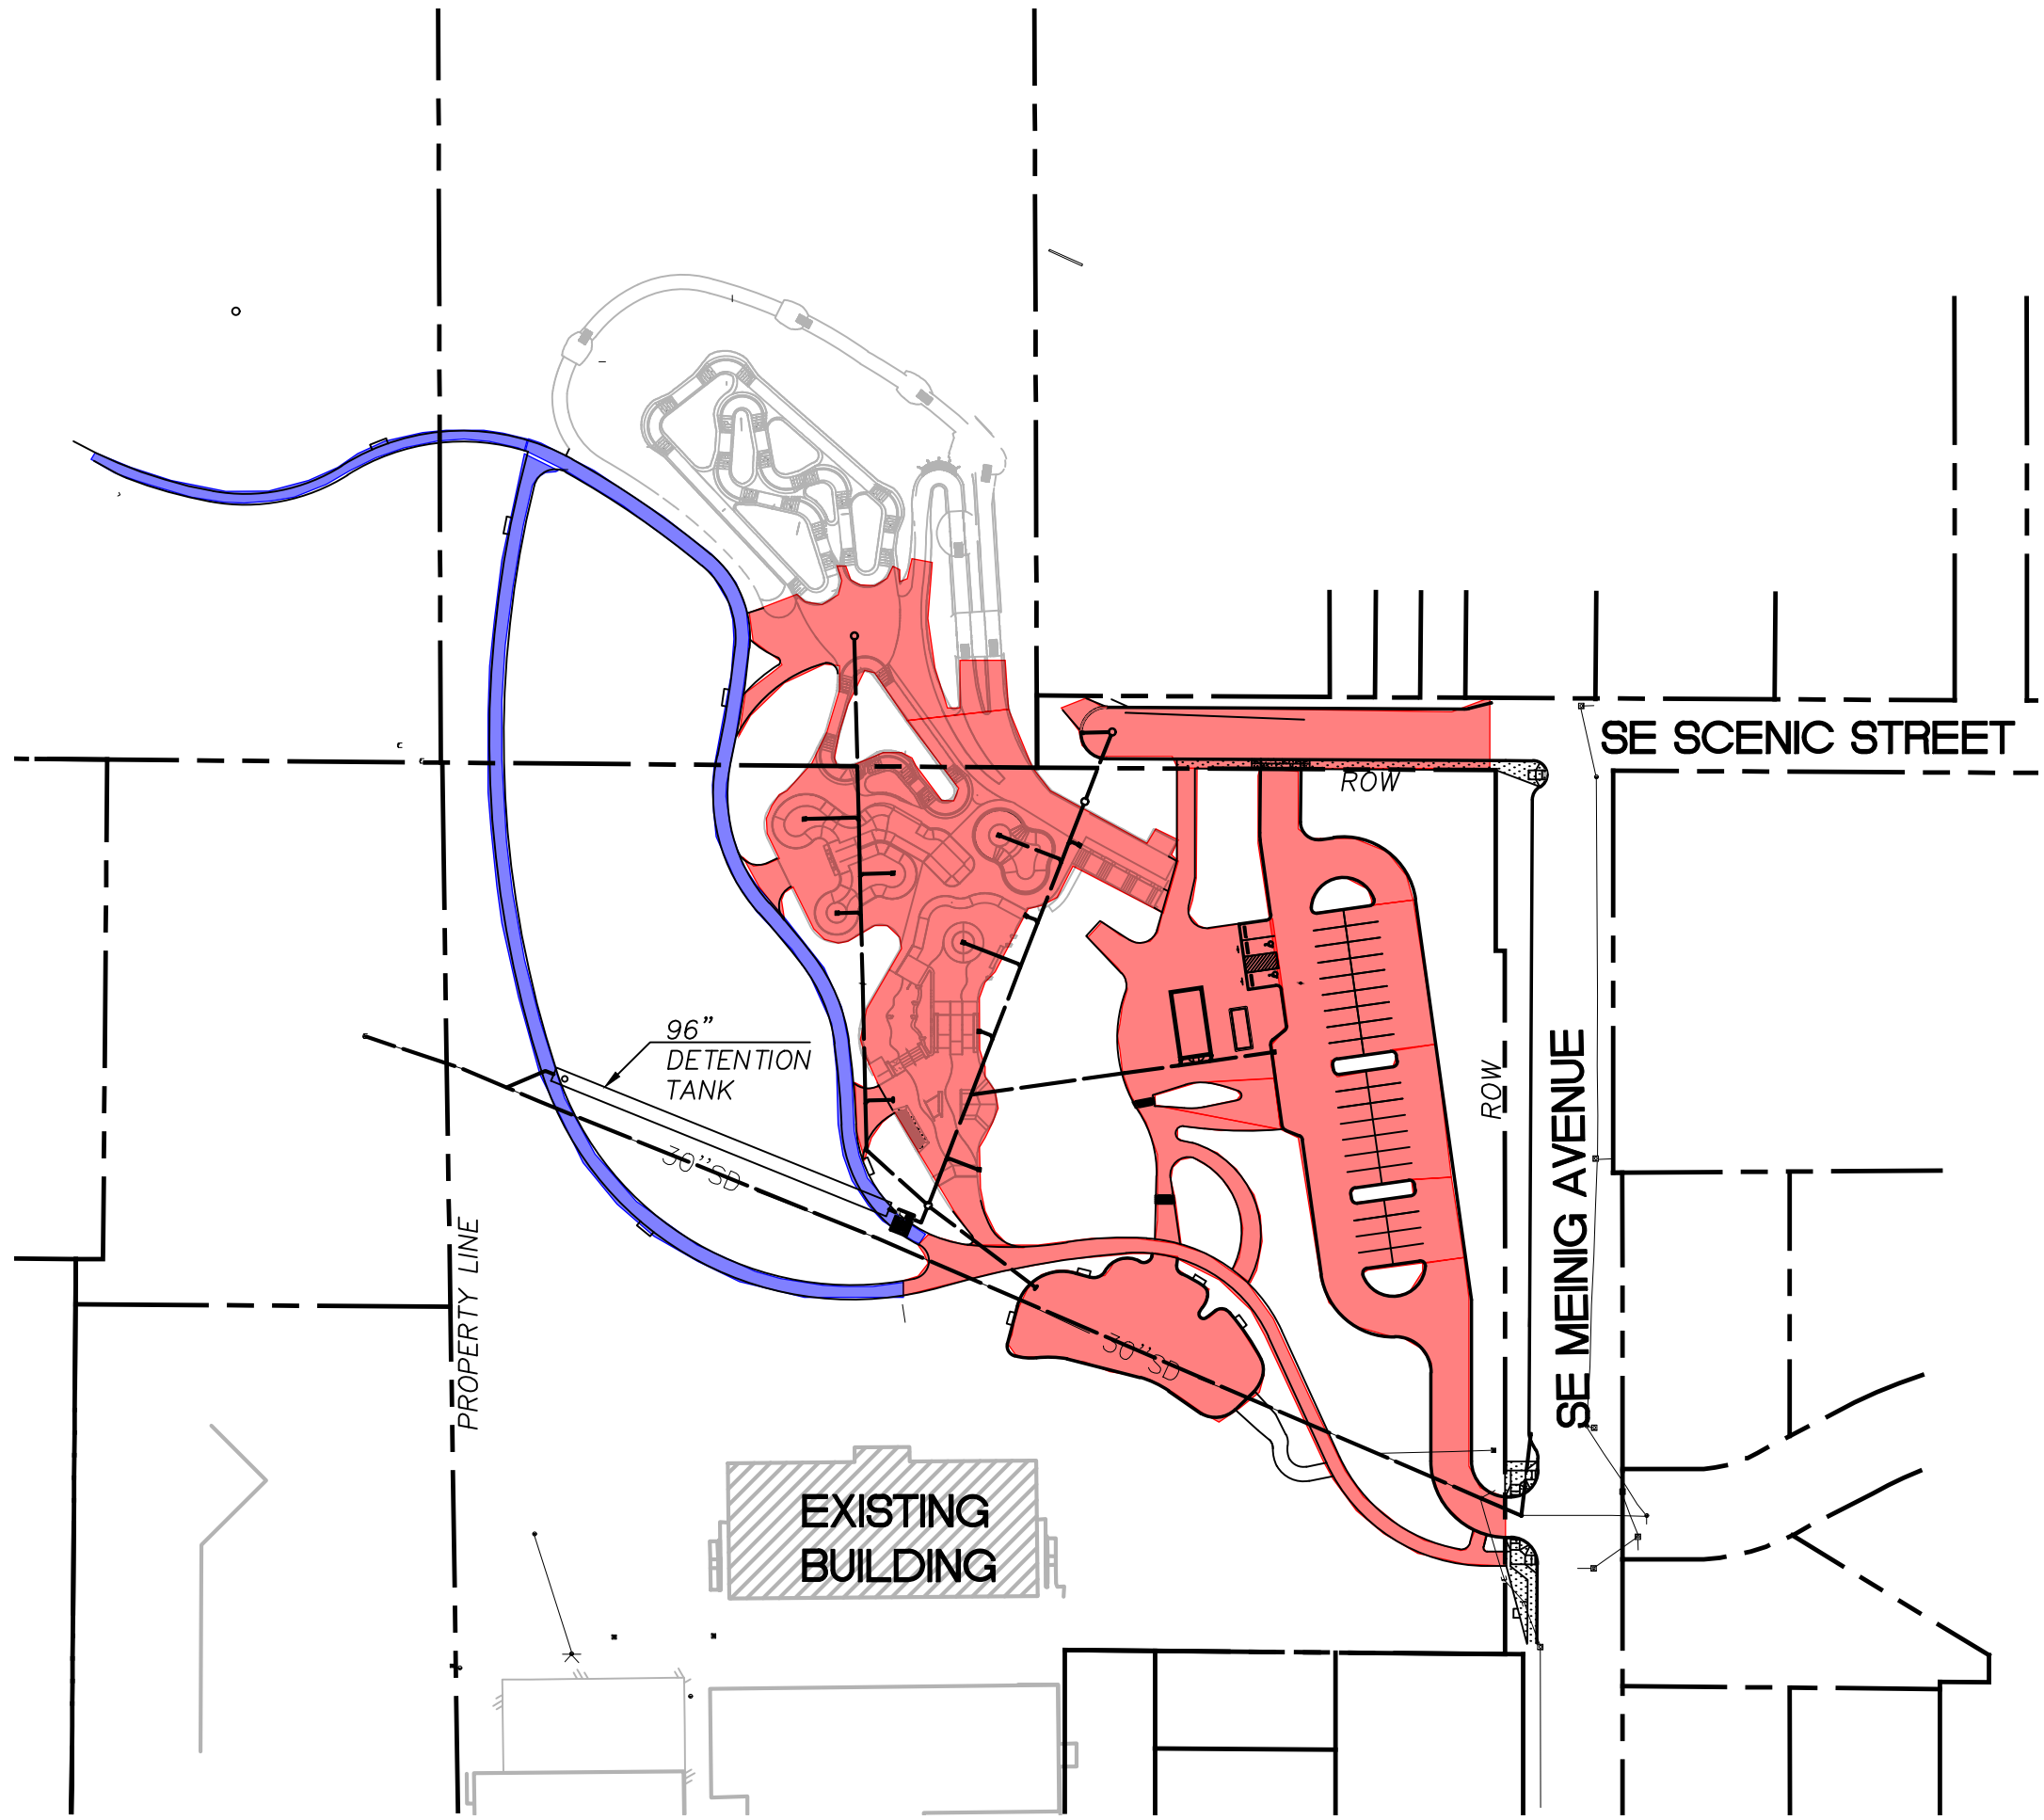 SE SCENIC STREET
ROW
96"
DETENTION
TANK
30"SD
ROW
SE MEINIG AVENUE
PROPERTY LINE
30"SD
EXISTING
BUILDING